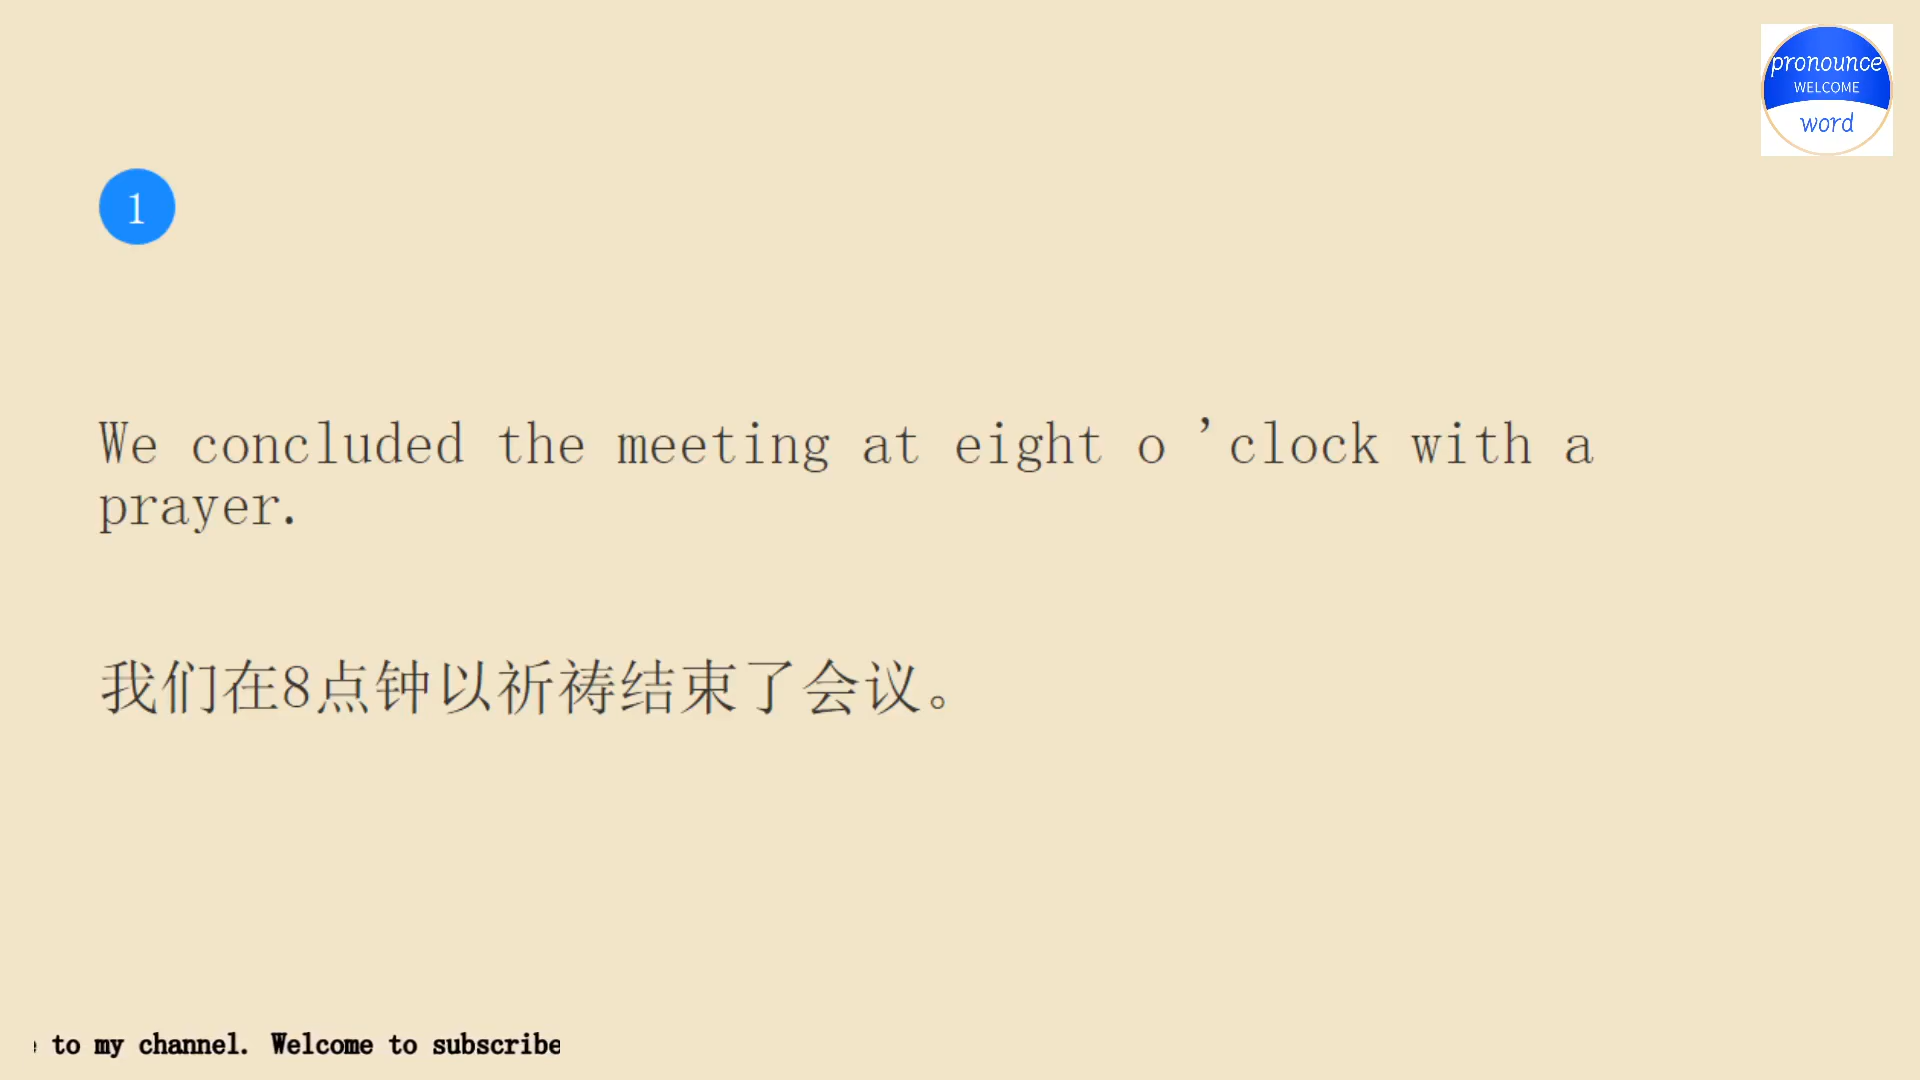 pronounce
WELCOME
word
1
We concluded the meeting at eight o 'clock with a
prayer.
我们在8点钟以祈祷结束了会议。
to my channel. Welcome to subscribe